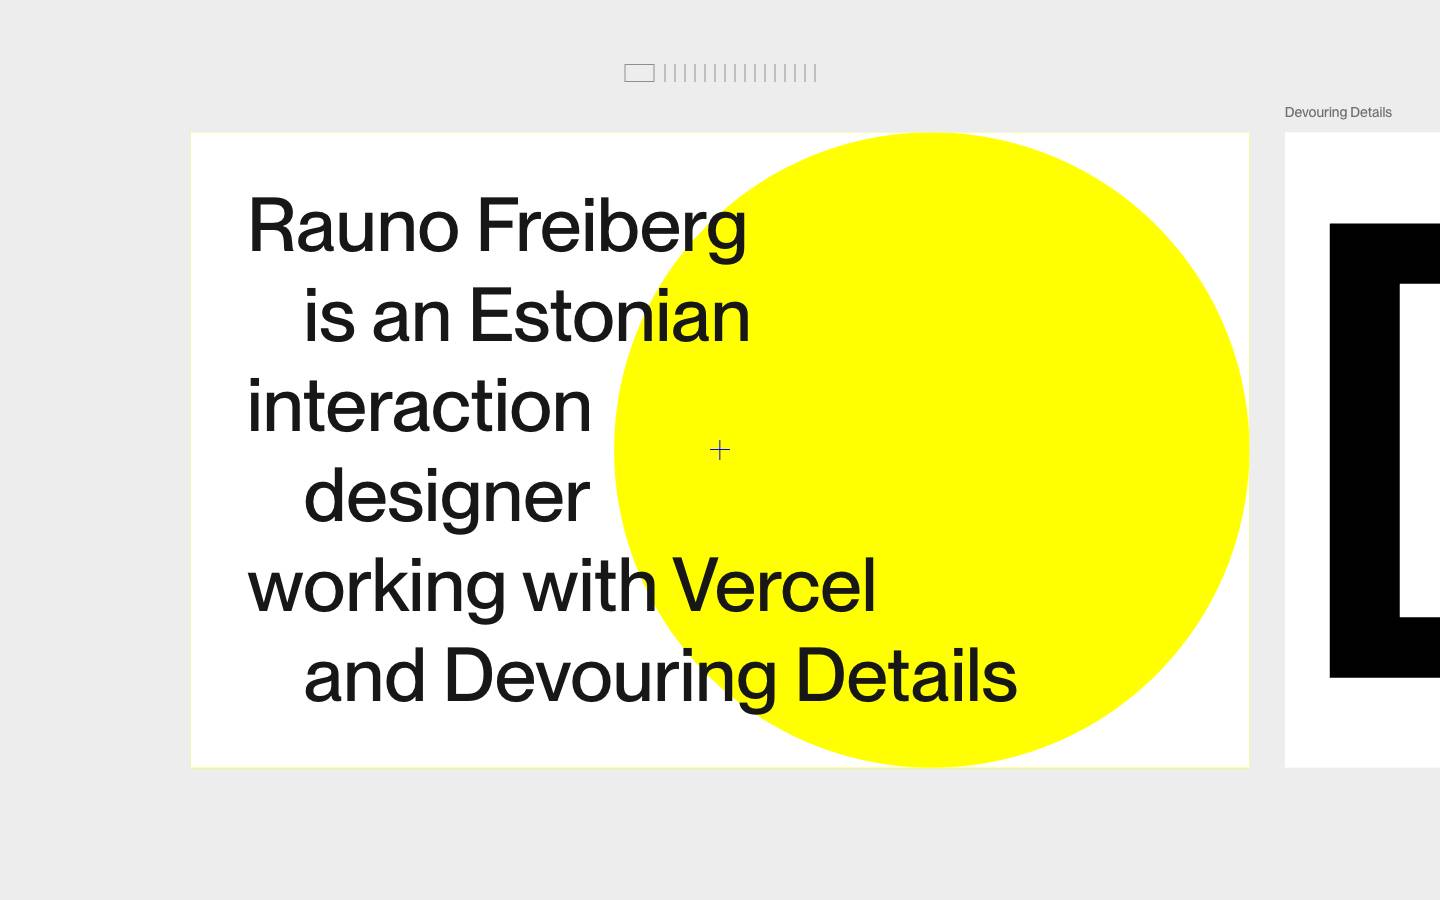 Devouring Details
Rauno Freiberg
is an Estonian
interaction
designer
working with Vercel
and Devouring Details